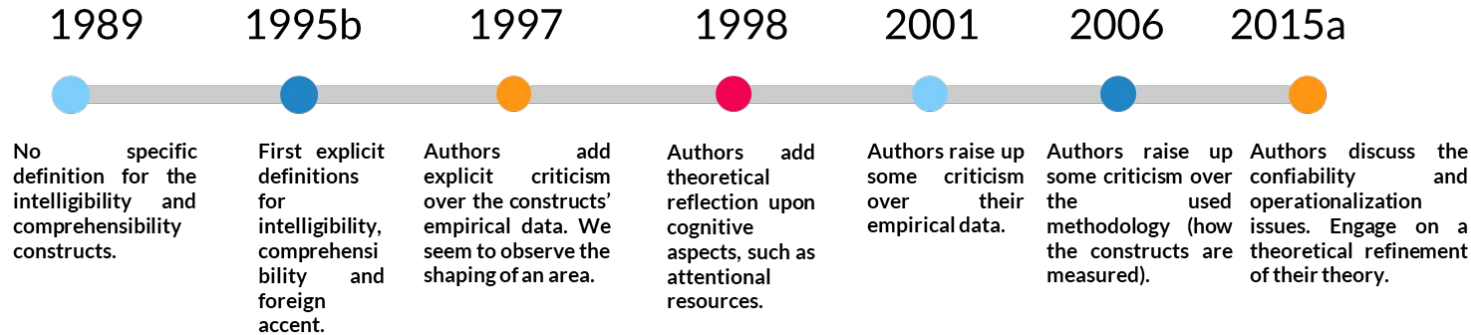 1989
1995b
1997
1998
2001
2006
2015a
No specific
definition for the
intelligibility and
comprehensibility
constructs.
First explicit
definitions
for
intelligibility,
comprehensi
bility and
foreign
accent.
Authors add
explicit criticism
over the constructs’
empirical data. We
seem to observe the
shaping of an area.
Authors add
theoretical
reflection upon
cognitive
aspects, such as
attentional
resources.
Authors raise up
some criticism
over their
empirical data.
Authors raise up
some criticism over
the used
methodology (how
the constructs are
measured).
Authors discuss the
confiability and
operationalization
issues. Engage on a
theoretical refinement
of their theory.